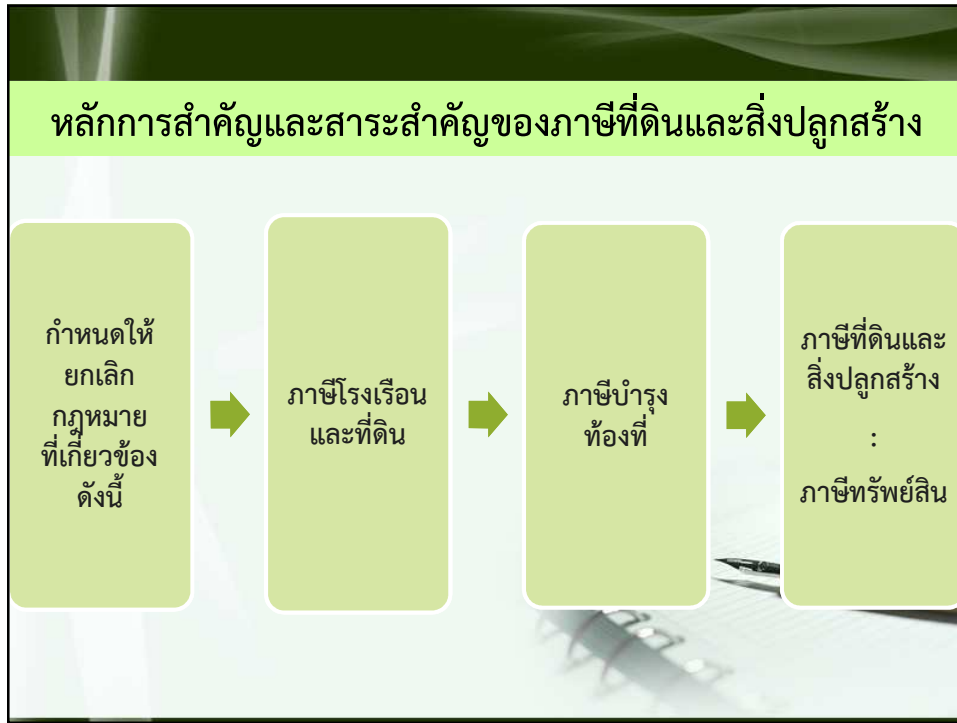 หลักการสำคัญและสาระสำคัญของภาษีที่ดินและสิ่งปลูกสร้าง
กำหนดให้
ยกเลิก
กฎหมาย
ที่เกี่ยวข้อง
ดังนี้
ภาษีโรงเรือน
และที่ดิน
ภาษีบำรุง
ท้องที่
ภาษีที่ดินและ
สิ่งปลูกสร้าง
:
ภาษีทรัพย์สิน